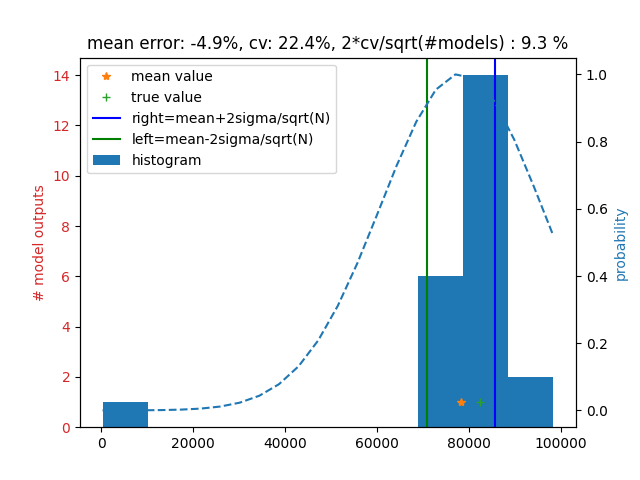 mean error: -4.9%, cv: 22.4%, 2*cv/sqrt(#models) : 9.3 %
mean value
true value
right=mean+2sigma/sqrt(N)
left=mean-2sigma/sqrt(N)
histogram
# model outputs
14
12
10
8
6
4
2
0
0
20000
40000
60000
80000
100000
1.0
0.8
0.6
0.4
0.2
0.0
probability